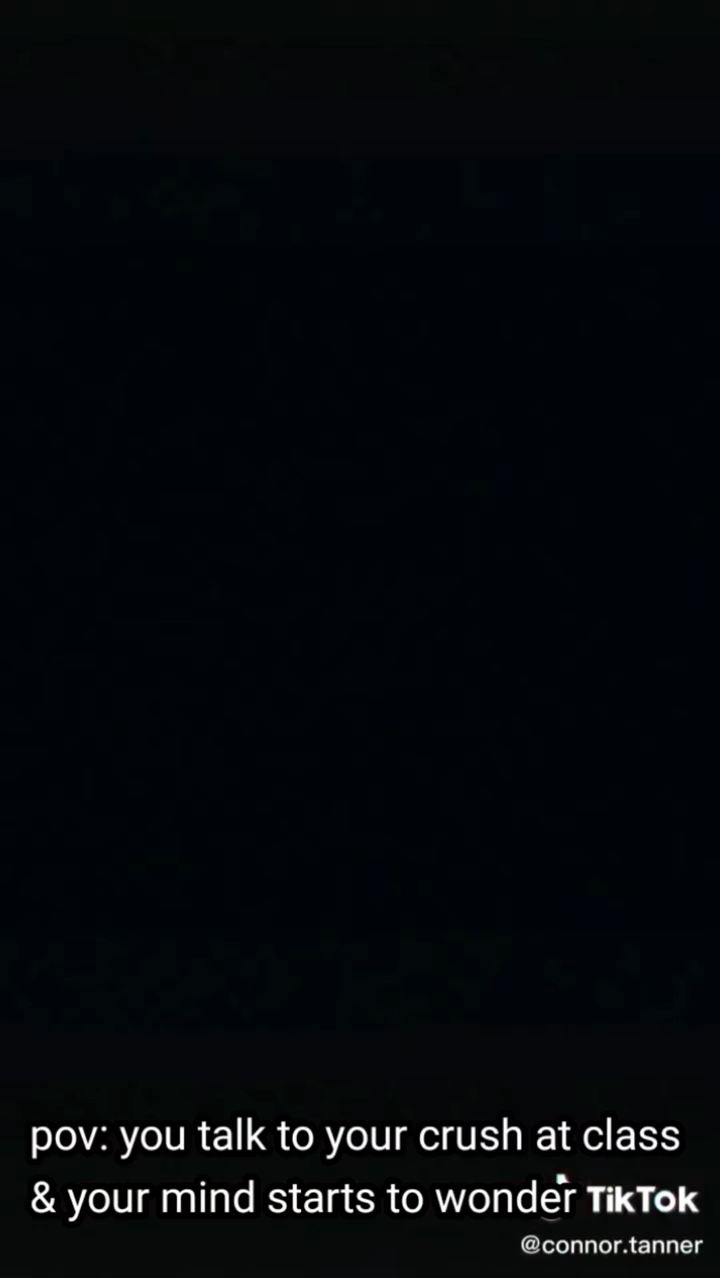 pov: you talk to your crush at class
& your mind starts to wonder
TikTok
@connor.tanner